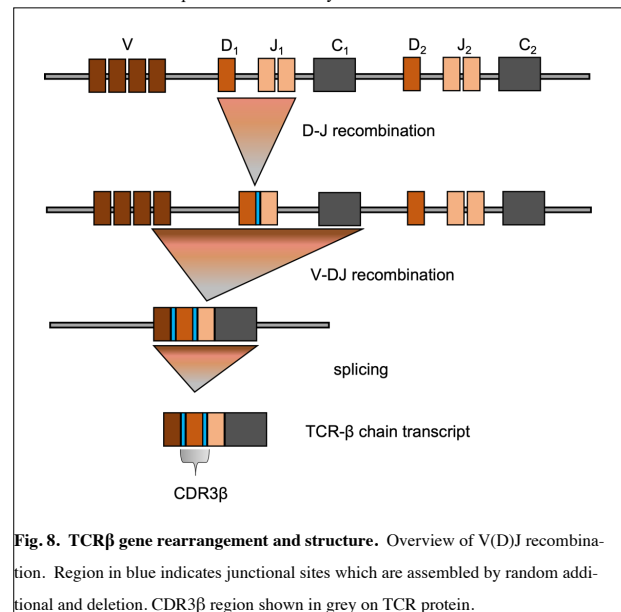 V D₁ J₁ C₁ D₂ J₂ C₂
D-J recombination
V-DJ recombination
splicing
TCR-β chain transcript
CDR3β
Fig. 8. TCRβ gene rearrangement and structure. Overview of V(D)J recombina-
tion. Region in blue indicates junctional sites which are assembled by random addi-
tional and deletion. CDR3β region shown in grey on TCR protein.